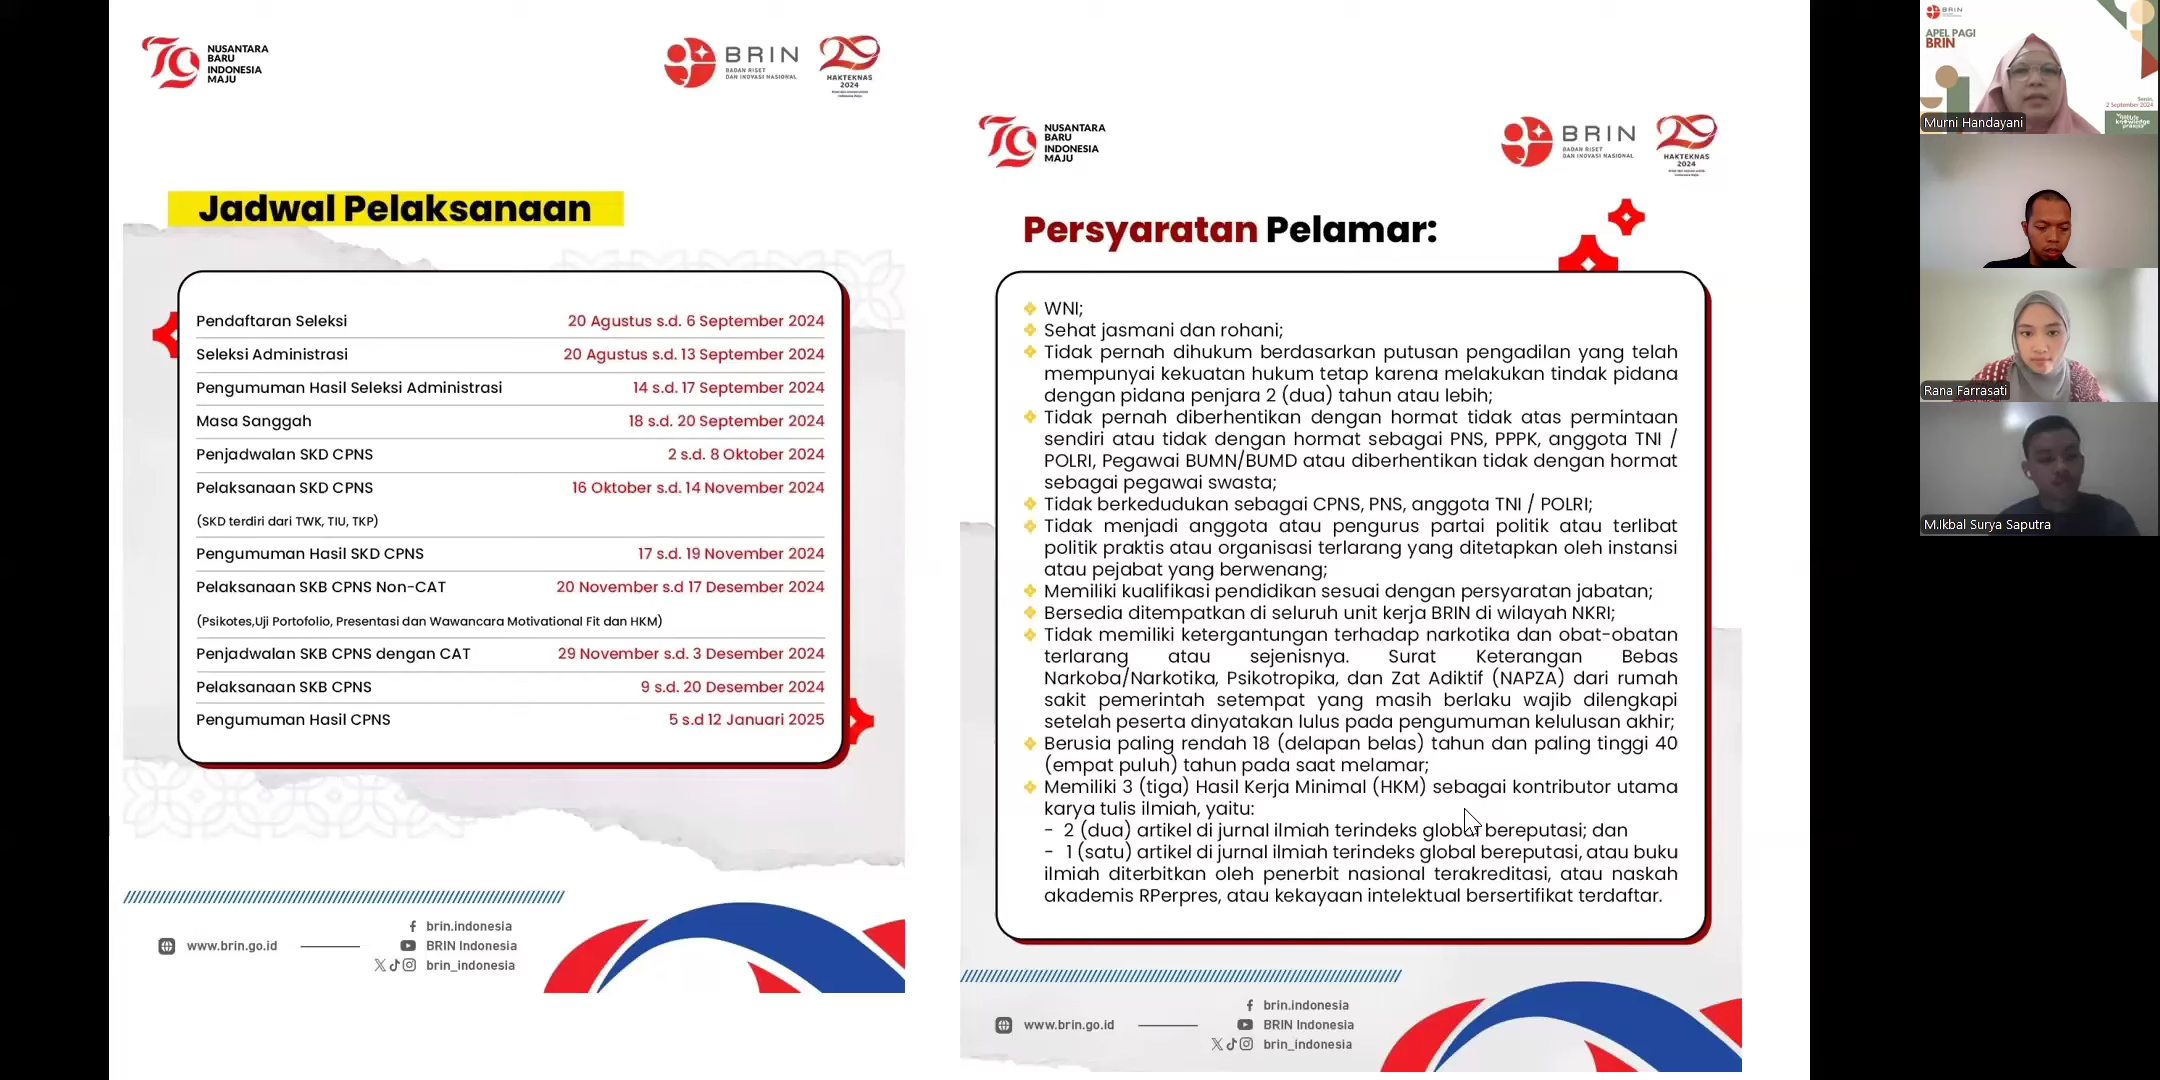 79
NUSANTARA
BARU
INDONESIA
MAJU
BRIN
BADAN RISET
DAN INOVASI NASIONAL
29
HAKTEKNAS
2024
Jadwal Pelaksanaan
Pendaftaran Seleksi 20 Agustus s.d. 6 September 2024
Seleksi Administrasi 20 Agustus s.d. 13 September 2024
Pengumuman Hasil Seleksi Administrasi 14 s.d. 17 September 2024
Masa Sanggah 18 s.d. 20 September 2024
Penjadwalan SKD CPNS 2 s.d. 8 Oktober 2024
Pelaksanaan SKD CPNS 16 Oktober s.d. 14 November 2024
(SKD terdiri dari TWK, TIU, TKP)
Pengumuman Hasil SKD CPNS 17 s.d. 19 November 2024
Pelaksanaan SKB CPNS Non-CAT 20 November s.d 17 Desember 2024
(Psikotes,Uji Portofolio, Presentasi dan Wawancara Motivational Fit dan HKM)
Penjadwalan SKB CPNS dengan CAT 29 November s.d. 3 Desember 2024
Pelaksanaan SKB CPNS 9 s.d. 20 Desember 2024
Pengumuman Hasil CPNS 5 s.d 12 Januari 2025
www.brin.go.id
brin.indonesia
BRIN Indonesia
brin_indonesia
79
NUSANTARA
BARU
INDONESIA
MAJU
BRIN
BADAN RISET
DAN INOVASI NASIONAL
29
HAKTEKNAS
2024
Persyaratan Pelamar:
WNI;
Sehat jasmani dan rohani;
Tidak pernah dihukum berdasarkan putusan pengadilan yang telah
mempunyai kekuatan hukum tetap karena melakukan tindak pidana
dengan pidana penjara 2 (dua) tahun atau lebih;
Tidak pernah diberhentikan dengan hormat tidak atas permintaan
sendiri atau tidak dengan hormat sebagai PNS, PPPK, anggota TNI /
POLRI, Pegawai BUMN/BUMD atau diberhentikan tidak dengan hormat
sebagai pegawai swasta;
Tidak berkedudukan sebagai CPNS, PNS, anggota TNI / POLRI;
Tidak menjadi anggota atau pengurus partai politik atau terlibat
politik praktis atau organisasi terlarang yang ditetapkan oleh instansi
atau pejabat yang berwenang;
Memiliki kualifikasi pendidikan sesuai dengan persyaratan jabatan;
Bersedia ditempatkan di seluruh unit kerja BRIN di wilayah NKRI;
Tidak memiliki ketergantungan terhadap narkotika dan obat-obatan
terlarang atau sejenisnya. Surat Keterangan Bebas
Narkoba/Narkotika, Psikotropika, dan Zat Adiktif (NAPZA) dari rumah
sakit pemerintah setempat yang masih berlaku wajib dilengkapi
setelah peserta dinyatakan lulus pada pengumuman kelulusan akhir;
Berusia paling rendah 18 (delapan belas) tahun dan paling tinggi 40
(empat puluh) tahun pada saat melamar;
Memiliki 3 (tiga) Hasil Kerja Minimal (HKM) sebagai kontributor utama
karya tulis ilmiah, yaitu:
- 2 (dua) artikel di jurnal ilmiah terindeks global bereputasi; dan
- 1 (satu) artikel di jurnal ilmiah terindeks global bereputasi, atau buku
ilmiah diterbitkan oleh penerbit nasional terakreditasi, atau naskah
akademis RPerpres, atau kekayaan intelektual bersertifikat terdaftar.
www.brin.go.id
brin.indonesia
BRIN Indonesia
brin_indonesia
BRIN
APEL PAGI
BRIN
Senin,
2 September 2024
Murni Handayani
Rana Farrasati
M.Ikbal Surya Saputra